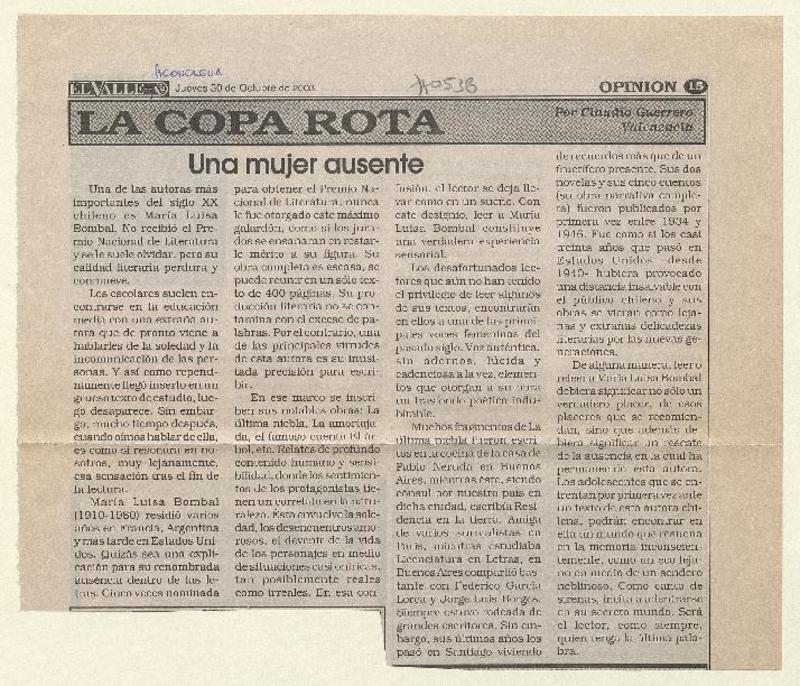 ACONCAGUA
EL VALLE
Jueves 30 de Octubre de 2003
A053B
OPINION 15
LA COPA ROTA
Por Claudio Guerrero
Valenzuela
Una mujer ausente
Una de las autoras más
importantes del siglo XX
chileno es María Luisa
Bombal. No recibió el Pre-
mio Nacional de Literatura
y se le suele olvidar, pero su
calidad literaria perdura y
conmueve.
Los escolares suelen en-
contrarse en la educación
media con una extraña au-
tora que de pronto viene a
hablarles de la soledad y la
incomunicación de las per-
sonas. Y así como repenti-
namente llegó inserto en un
grueso texto de estudio, lue-
go desaparece. Sin embar-
go, mucho tiempo después,
cuando oímos hablar de ella,
es como si resonara en no-
sotros, muy lejanamente,
esa sensación tras el fin de
la lectura.
María Luisa Bombal
(1910-1980) residió varios
años en Francia, Argentina
y más tarde en Estados Uni-
dos. Quizás sea una expli-
cación para su renombrada
ausencia dentro de las le-
tras. Cinco veces nominada
para obtener el Premio Na-
cional de Literatura, nunca
le fue otorgado este máximo
galardón, como si los jura-
dos se ensañaran en restar-
le mérito a su figura. Su
obra completa es escasa, se
puede reunir en un sólo tex-
to de 400 páginas. Su pro-
ducción literaria no se con-
tamina con el exceso de pa-
labras. Por el contrario, una
de las principales virtudes
de esta autora es su inusi-
tada precisión para escri-
bir.
En ese marco se inscri-
ben sus notables obras: La
última niebla, La amortaja-
da, el famoso cuento El ár-
bol, etc. Relatos de profundo
contenido humano y sensi-
bilidad, donde los sentimien-
tos de los protagonistas tie-
nen un correlato en la natu-
raleza. Ésta envuelve la sole-
dad, los desencuentros amo-
rosos, el devenir de la vida
de los personajes en medio
de situaciones casi oníricas,
tan posiblemente reales
como irreales. En esa con-
fusión, el lector se deja lle-
var como en un sueño. Con
este designio, leer a María
Luisa Bombal constituye
una verdadera experiencia
sensorial.
Los desafortunados lec-
tores que aún no han tenido
el privilegio de leer algunos
de sus textos, encontrarán
en ellos a una de las princi-
pales voces femeninas del
pasado siglo. Voz auténtica,
sin adornos, lúcida y
cadenciosa a la vez, elemen-
tos que otorgan a su obra
un trasfondo poético indu-
bitable.
Muchos fragmentos de La
última niebla fueron escri-
tos en la cocina de la casa de
Pablo Neruda en Buenos
Aires, mientras éste, siendo
cónsul por nuestro país en
dicha ciudad, escribía Resi-
dencia en la tierra. Amiga
de varios surrealistas en
París, mientras estudiaba
Licenciatura en Letras, en
Buenos Aires compartió bas-
tante con Federico García
Lorca y Jorge Luis Borges.
Siempre estuvo rodeada de
grandes escritores. Sin em-
bargo, sus últimos años los
pasó en Santiago viviendo
de recuerdos más que de un
fructífero presente. Sus dos
novelas y sus cinco cuentos
(su obra narrativa comple-
ta) fueron publicados por
primera vez entre 1934 y
1946. Fue como si los casi
treinta años que pasó en
Estados Unidos -desde
1940- hubiera provocado
una distancia insalvable con
el público chileno y sus
obras se vieran como leja-
nas y extrañas delicadezas
literarias por las nuevas ge-
neraciones.
De alguna manera, leer o
releer a María Luisa Bombal
debiera significar no sólo un
verdadero placer, de esos
placeres que se recomien-
dan, sino que además de-
biera significar un rescate
de la ausencia en la cual ha
permanecido esta autora.
Los adolescentes que se en-
frentan por primera vez ante
un texto de esta autora chi-
lena, podrán encontrar en
ella un mundo que resuena
en la memoria inconscien-
temente, como un eco leja-
no en medio de un sendero
neblinoso. Como canto de
sirenas, invita a adentrarse
en su secreto mundo. Será
el lector, como siempre,
quien tenga la última pala-
bra.